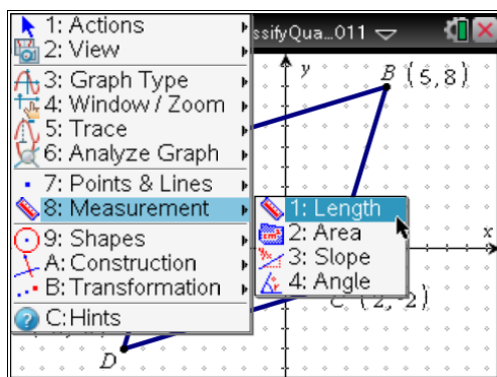 1: Actions
ssifyQua...011
2: View
y
B (5,8)
3: Graph Type
4: Window / Zoom
5: Trace
6: Analyze Graph
7: Points & Lines
8: Measurement
1: Length
x
9: Shapes
2: Area
cm²
A: Construction
3: Slope
B: Transformation
4: Angle
C (2,-2)
C: Hints
D